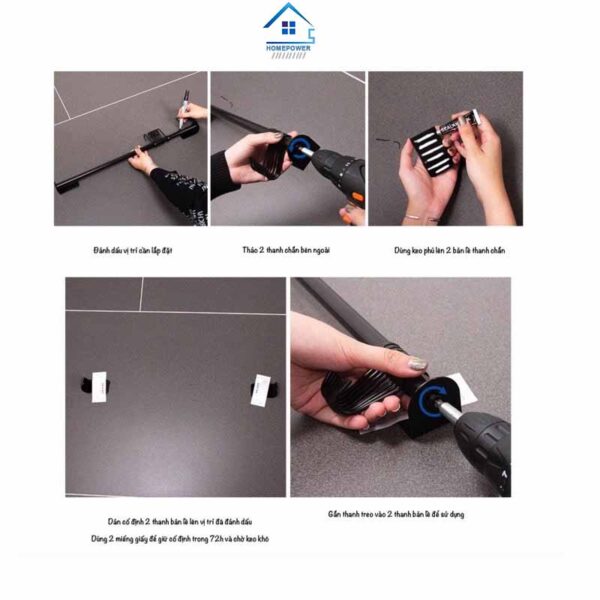 HOMEPOWER
Đánh dấu vị trí cần lắp đặt
Tháo 2 thanh chắn bên ngoài
Dùng keo phủ lên 2 bản lề thanh chắn
Dán cố định 2 thanh bản lề lên vị trí đã đánh dấu
Dùng 2 miếng giấy để giữ cố định trong 72h và chờ keo khô
Gắn thanh treo vào 2 thanh bản lề để sử dụng